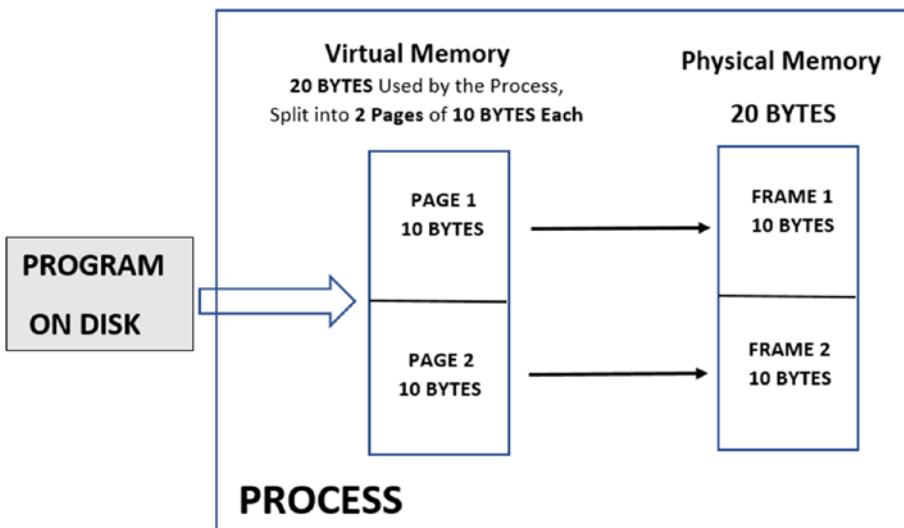 Virtual Memory
20 BYTES Used by the Process,
Split into 2 Pages of 10 BYTES Each
Physical Memory
20 BYTES
PROGRAM
ON DISK
PAGE 1
10 BYTES
PAGE 2
10 BYTES
FRAME 1
10 BYTES
FRAME 2
10 BYTES
PROCESS